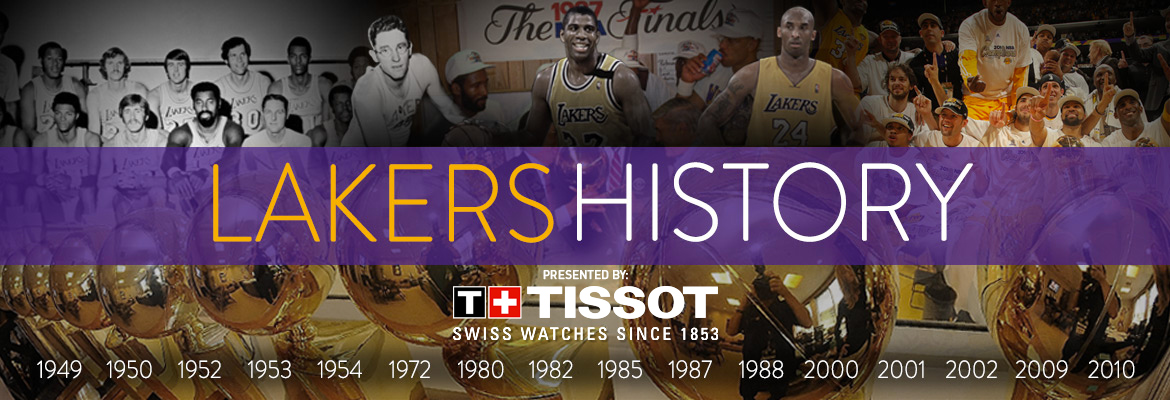 The 1987 NBA Finals
LAKERS
LAKERS
24
LAKERS HISTORY
PRESENTED BY:
T+ TISSOT
SWISS WATCHES SINCE 1853
1949 1950 1952 1953 1954 1972 1980 1982 1985 1987 1988 2000 2001 2002 2009 2010